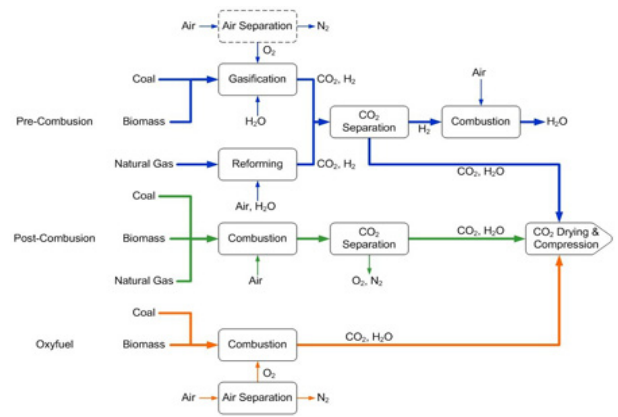 Air
Air Separation
N2
O2
Coal
Gasification
CO2, H2
Air
Pre-Combusion
Biomass
H2O
CO2
Separation
H2
Combustion
H2O
Natural Gas
Reforming
CO2, H2
CO2, H2O
Air, H2O
Coal
Post-Combusion
Biomass
Combustion
CO2
Separation
CO2, H2O
CO2 Drying &
Compression
Natural Gas
Air
O2, N2
Coal
CO2, H2O
Oxyfuel
Biomass
Combustion
O2
Air
Air Separation
N2